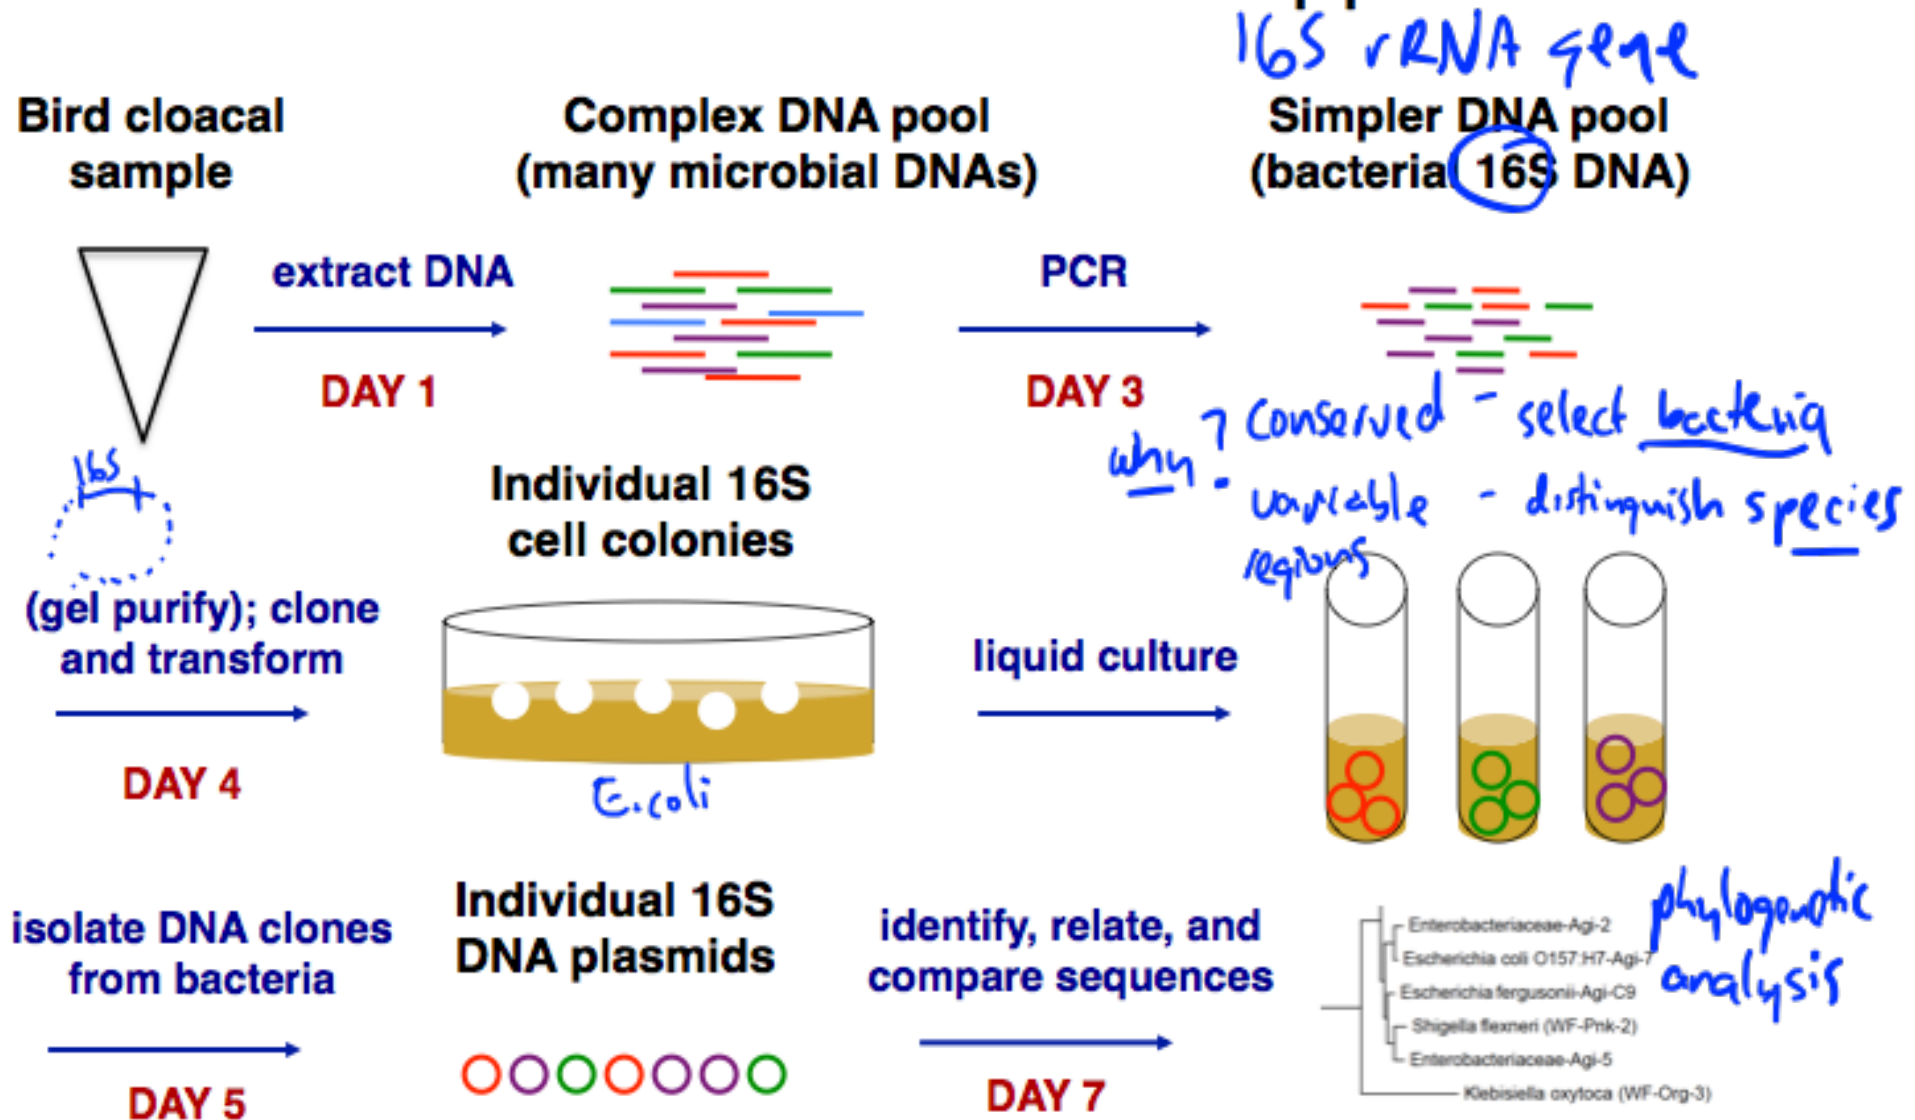 16S rRNA gene
Bird cloacal
sample
Complex DNA pool
(many microbial DNAs)
Simpler DNA pool
(bacterial 16S DNA)
extract DNA
DAY 1
PCR
DAY 3
why?
conserved - select bacteria
variable - distinguish species
regions
16S
(gel purify); clone
and transform
DAY 4
Individual 16S
cell colonies
E.coli
liquid culture
isolate DNA clones
from bacteria
DAY 5
Individual 16S
DNA plasmids
identify, relate, and
compare sequences
DAY 7
Enterobacteriaceae-Agi-2
Escherichia coli O157:H7-Agi-7
Escherichia fergusonii-Agi-C9
Shigella flexneri (WF-Pnk-2)
Enterobacteriaceae-Agi-5
Klebisiella oxytoca (WF-Org-3)
phylogenetic
analysis